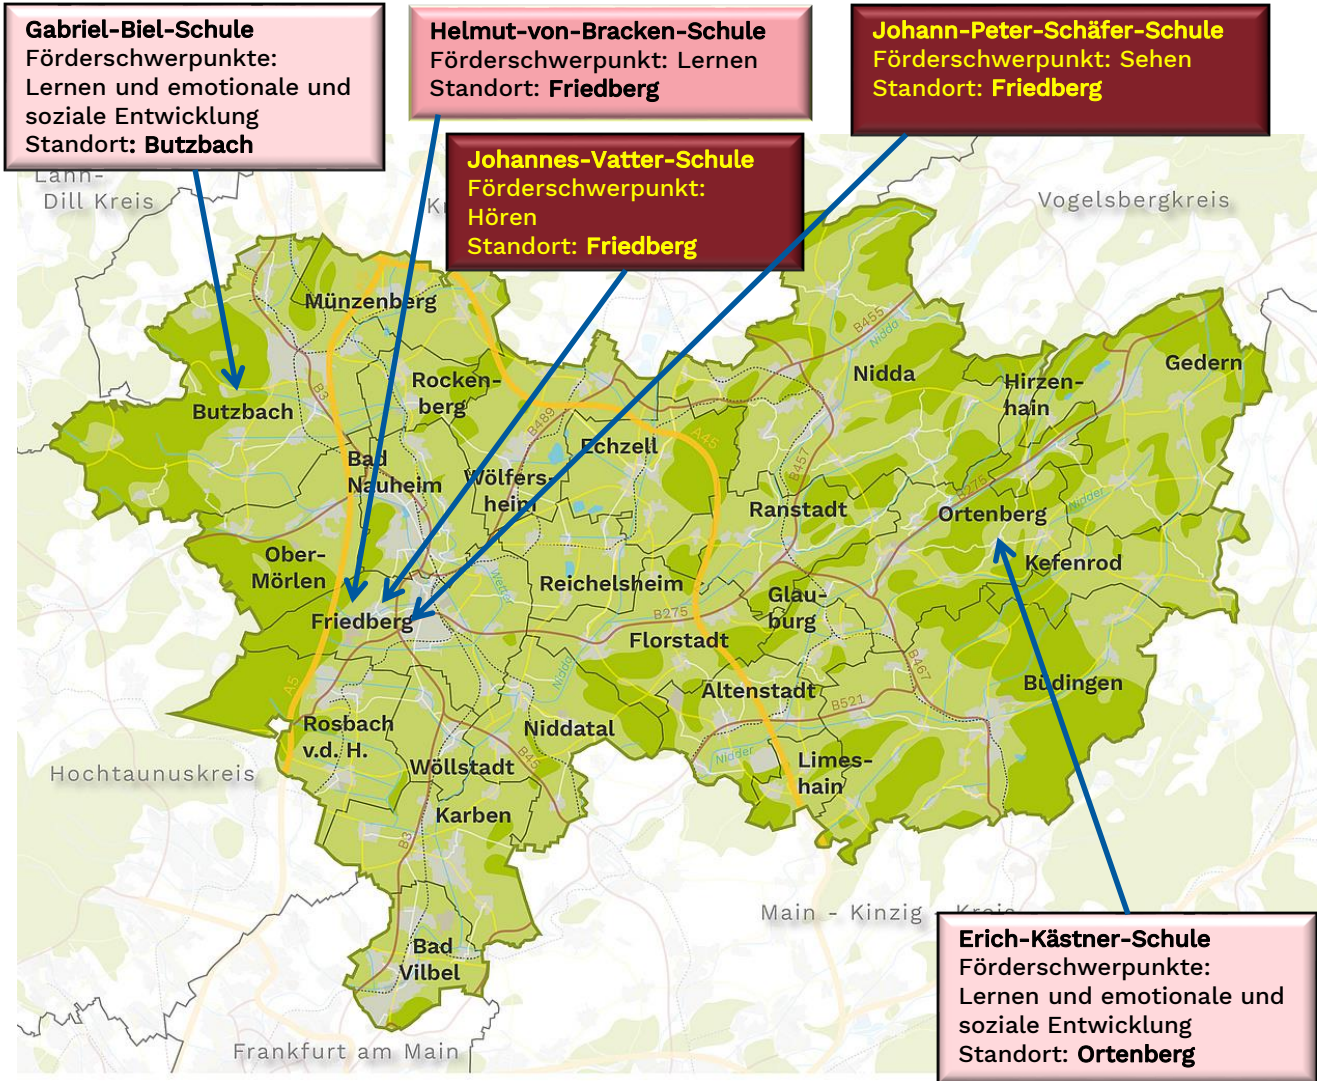 Gabriel-Biel-Schule
Förderschwerpunkte:
Lernen und emotionale und
soziale Entwicklung
Standort: Butzbach
Helmut-von-Bracken-Schule
Förderschwerpunkt: Lernen
Standort: Friedberg
Johann-Peter-Schäfer-Schule
Förderschwerpunkt: Sehen
Standort: Friedberg
Johannes-Vatter-Schule
Förderschwerpunkt:
Hören
Standort: Friedberg
Lahn-
Dill Kreis
Vogelsbergkreis
Münzenberg
B455
Nidda
Gedern
Nidda
Hirzen-
hain
Rocken-
berg
B3
Butzbach
B489
Echzell
A45
Bad
Nauheim
Wölfers-
heim
B457
B275
Nidder
Ranstadt
Ortenberg
Ober-
Mörlen
Kefenrod
Reichelsheim
Wetter
Glau-
burg
Friedberg
B275
Florstadt
B467
Nidda
A5
Altenstadt
B521
Büdingen
Rosbach
v.d. H.
Niddatal
B45
Nidder
Limes-
hain
Hochtaunuskreis
Wöllstadt
Karben
B3
Main - Kinzig - Kreis
Bad
Vilbel
Frankfurt am Main
Erich-Kästner-Schule
Förderschwerpunkte:
Lernen und emotionale und
soziale Entwicklung
Standort: Ortenberg